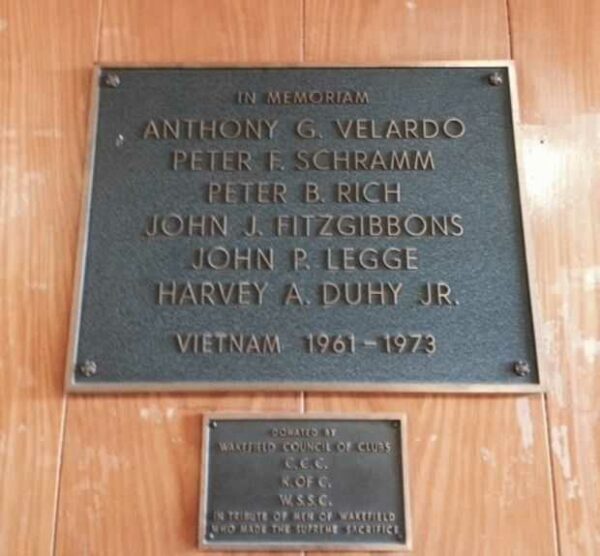 IN MEMORIAM
ANTHONY G. VELARDO
PETER F. SCHRAMM
PETER B. RICH
JOHN J. FITZGIBBONS
JOHN P. LEGGE
HARVEY A. DUHY JR.
VIETNAM 1961-1973
DONATED BY
WAKEFIELD COUNCIL OF CLUBS
C.C.C.
K.OF C.
W.S.S.C.
IN TRIBUTE OF MEN OF WAKEFIELD
WHO MADE THE SUPREME SACRIFICE